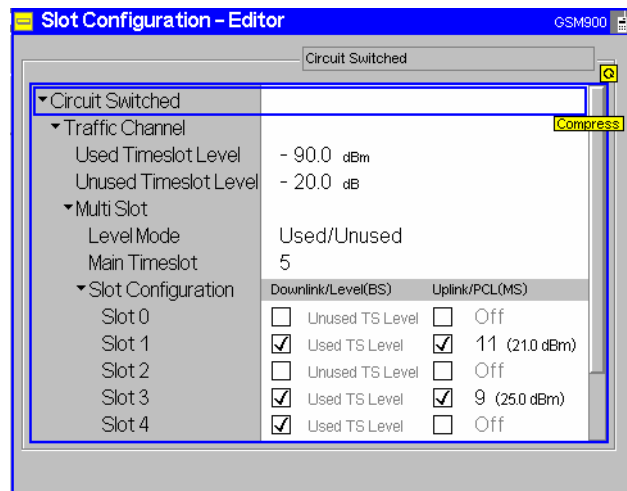 Slot Configuration – Editor GSM900
Circuit Switched
Circuit Switched
Compress
Traffic Channel
Used Timeslot Level - 90.0 dBm
Unused Timeslot Level - 20.0 dB
Multi Slot
Level Mode Used/Unused
Main Timeslot 5
Slot Configuration Downlink/Level(BS) Uplink/PCL(MS)
Slot 0 Unused TS Level Off
Slot 1 Used TS Level 11 (21.0 dBm)
Slot 2 Unused TS Level Off
Slot 3 Used TS Level 9 (25.0 dBm)
Slot 4 Used TS Level Off